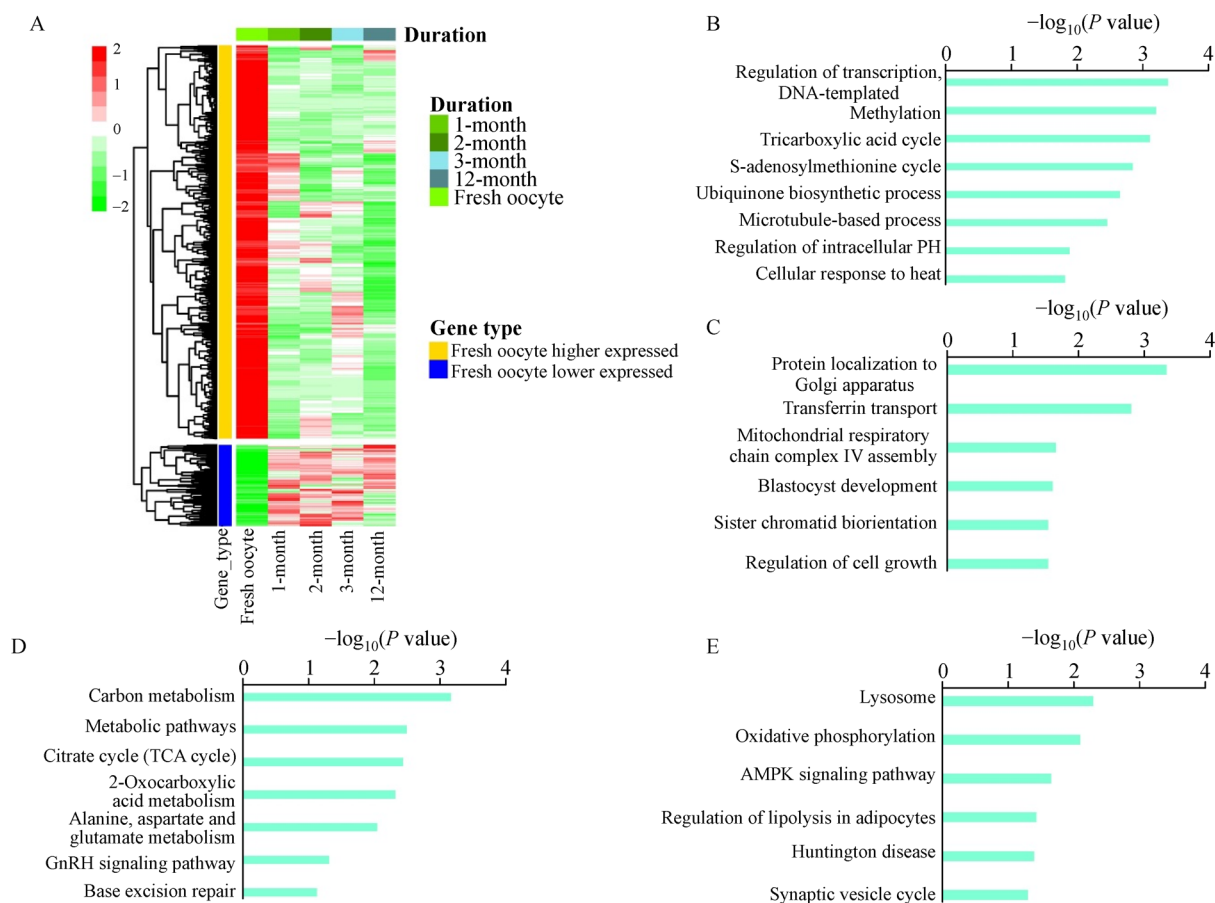 A
Duration
2
1
0
−1
−2
Duration
1-month
2-month
3-month
12-month
Fresh oocyte
Gene type
Fresh oocyte higher expressed
Fresh oocyte lower expressed
Gene_type
Fresh oocyte
1-month
2-month
3-month
12-month
B
−log10(P value)
0 1 2 3 4
Regulation of transcription,
DNA-templated
Methylation
Tricarboxylic acid cycle
S-adenosylmethionine cycle
Ubiquinone biosynthetic process
Microtubule-based process
Regulation of intracellular PH
Cellular response to heat
C
−log10(P value)
0 1 2 3 4
Protein localization to
Golgi apparatus
Transferrin transport
Mitochondrial respiratory
chain complex IV assembly
Blastocyst development
Sister chromatid biorientation
Regulation of cell growth
D
−log10(P value)
0 1 2 3 4
Carbon metabolism
Metabolic pathways
Citrate cycle (TCA cycle)
2-Oxocarboxylic
acid metabolism
Alanine, aspartate and
glutamate metabolism
GnRH signaling pathway
Base excision repair
E
−log10(P value)
0 1 2 3 4
Lysosome
Oxidative phosphorylation
AMPK signaling pathway
Regulation of lipolysis in adipocytes
Huntington disease
Synaptic vesicle cycle